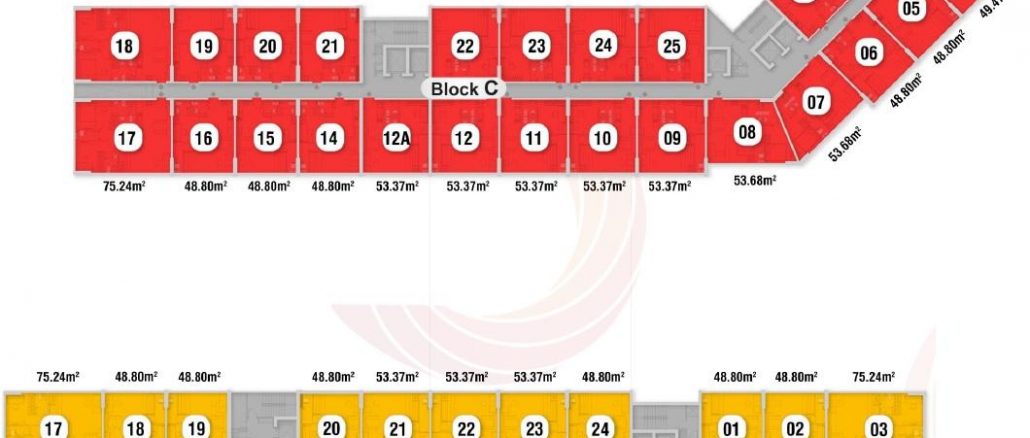 05
49.4
48.80m²
18 19 20 21 22 23 24 25
06
48.80m²
Block C
07
53.68m²
17 16 15 14 12A 12 11 10 09 08
75.24m² 48.80m² 48.80m² 48.80m² 53.37m² 53.37m² 53.37m² 53.37m² 53.37m² 53.68m²
75.24m² 48.80m² 48.80m² 48.80m² 53.37m² 53.37m² 53.37m² 48.80m² 48.80m² 48.80m² 75.24m²
17 18 19 20 21 22 23 24 01 02 03